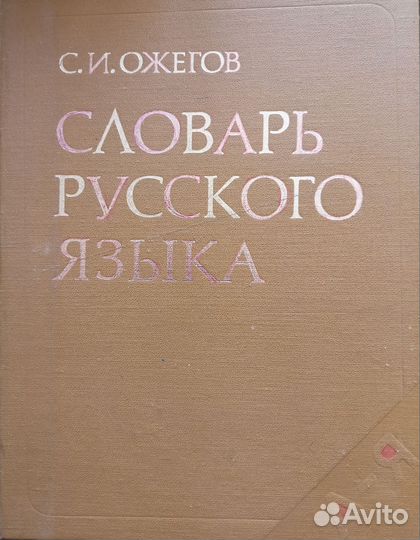 С.И. ОЖЕГОВ
СЛОВАРЬ
РУССКОГО
ЯЗЫКА
А-Я
Avito